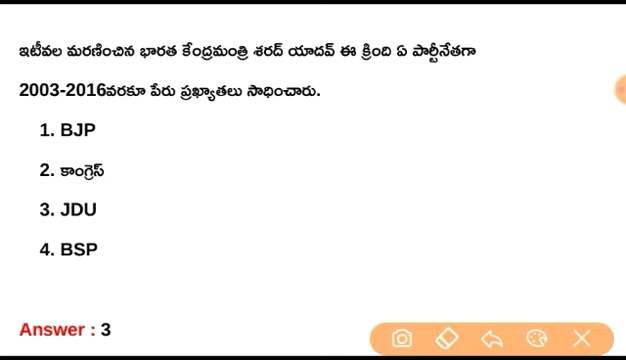 ఇటీవల మరణించిన భారత కేంద్రమంత్రి శరద్ యాదవ్ ఈ క్రింది ఏ పార్టీనేతగా
2003-2016వరకూ పేరు ప్రఖ్యాతలు సాధించారు.
1. BJP
2. కాంగ్రెస్
3. JDU
4. BSP
Answer : 3